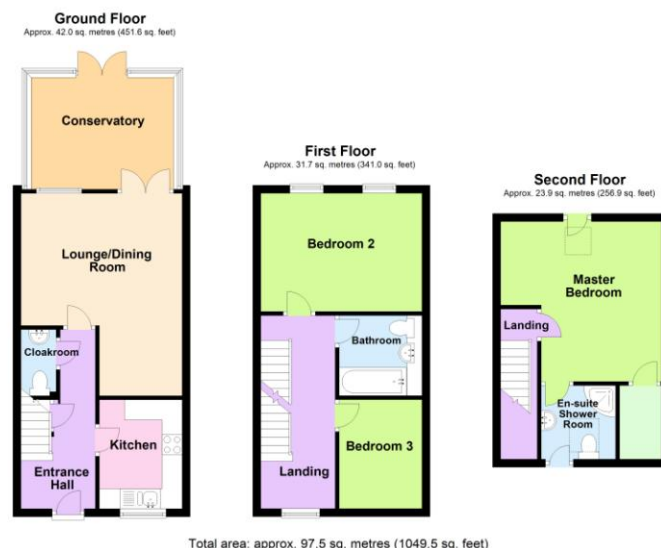 Ground Floor
Approx. 42.0 sq. metres (451.6 sq. feet)
Conservatory
Lounge/Dining
Room
Cloakroom
Kitchen
Entrance
Hall
First Floor
Approx. 31.7 sq. metres (341.0 sq. feet)
Bedroom 2
Bathroom
Bedroom 3
Landing
Second Floor
Approx. 23.9 sq. metres (256.9 sq. feet)
Master
Bedroom
Landing
En-suite
Shower
Room
Total area: approx. 97.5 sq. metres (1049.5 sq. feet)